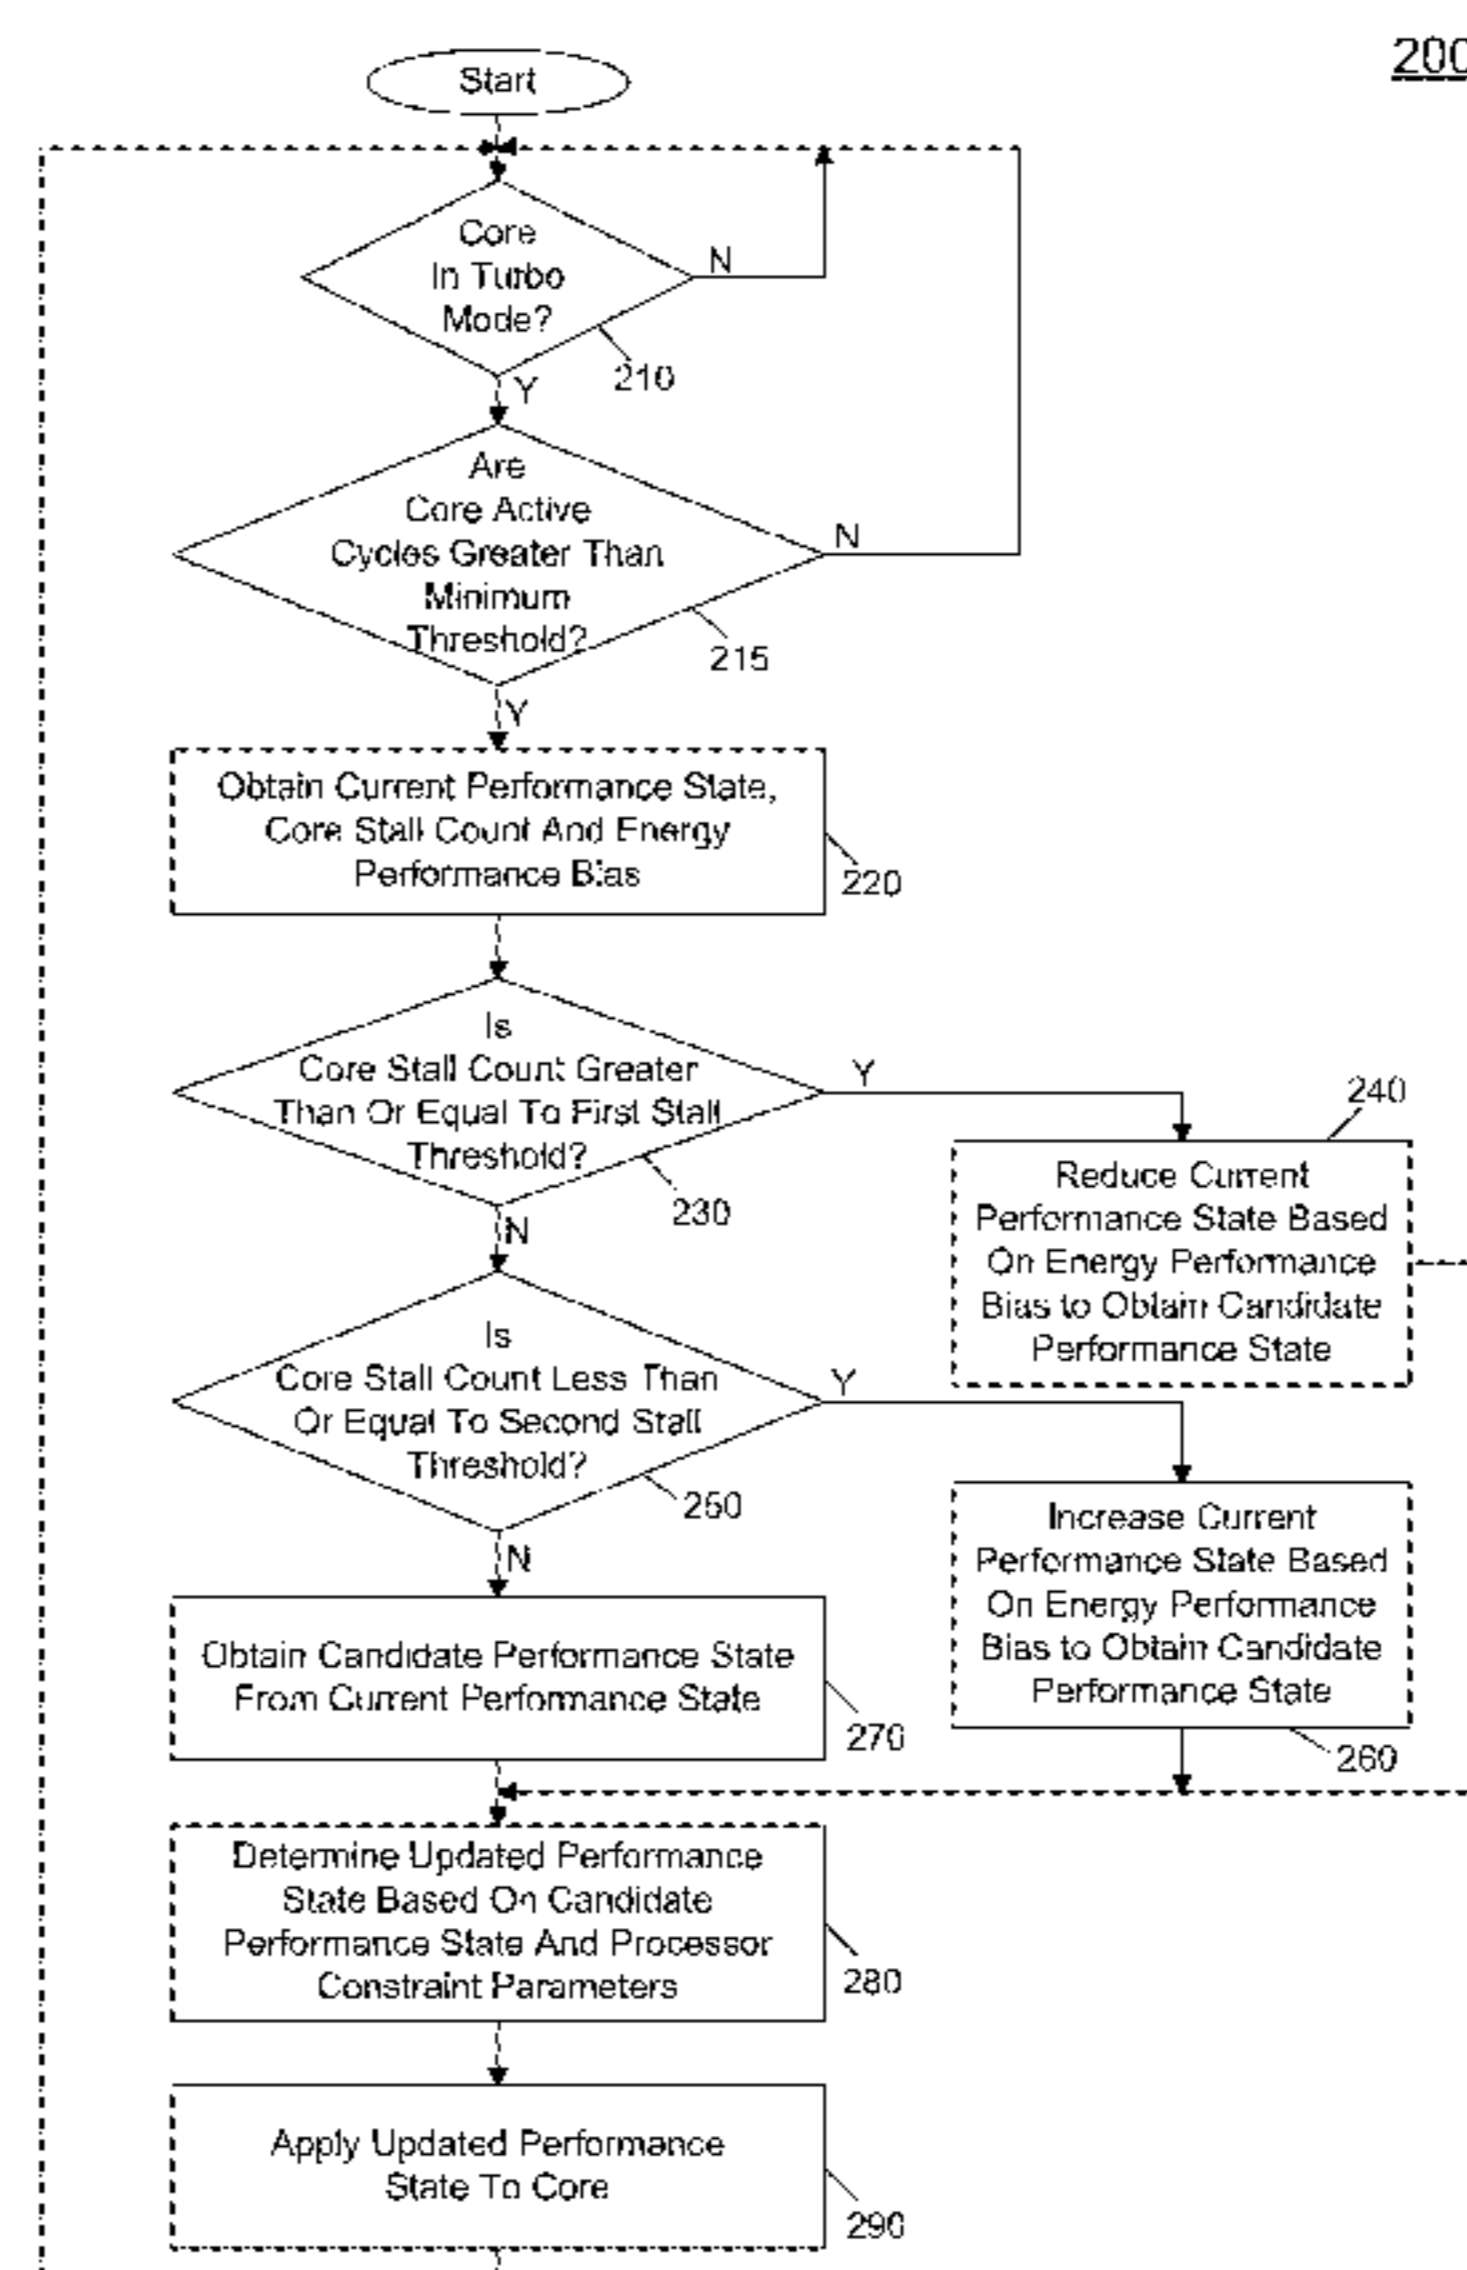 200
Start
Core
In Turbo
Mode?
N
210
Y
Are
Core Active
Cycles Greater Than
Minimum
Threshold?
N
215
Y
Obtain Current Performance State,
Core Stall Count And Energy
Performance Bias
220
Is
Core Stall Count Greater
Than Or Equal To First Stall
Threshold?
Y
230
N
240
Reduce Current
Performance State Based
On Energy Performance
Bias to Obtain Candidate
Performance State
Is
Core Stall Count Less Than
Or Equal To Second Stall
Threshold?
Y
250
N
Increase Current
Performance State Based
On Energy Performance
Bias to Obtain Candidate
Performance State
260
Obtain Candidate Performance State
From Current Performance State
270
Determine Updated Performance
State Based On Candidate
Performance State And Processor
Constraint Parameters
280
Apply Updated Performance
State To Core
290